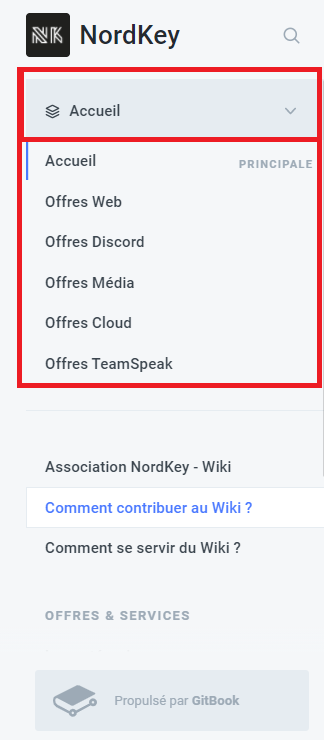 NK NordKey
Accueil
Accueil
PRINCIPALE
Offres Web
Offres Discord
Offres Média
Offres Cloud
Offres TeamSpeak
Association NordKey - Wiki
Comment contribuer au Wiki ?
Comment se servir du Wiki ?
OFFRES & SERVICES
Propulsé par GitBook